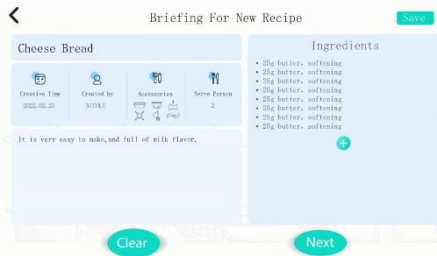 Briefing For New Recipe
Save
Cheese Bread
Creative Time
Created by
Accessories
Serve Person
2022.02.23
NICOLE
2
It is very easy to make,and full of milk flavor.
Ingredients
• 25g butter, softening
• 25g butter, softening
• 25g butter, softening
• 25g butter, softening
• 25g butter, softening
• 25g butter, softening
• 25g butter, softening
• 25g butter, softening
Clear
Next